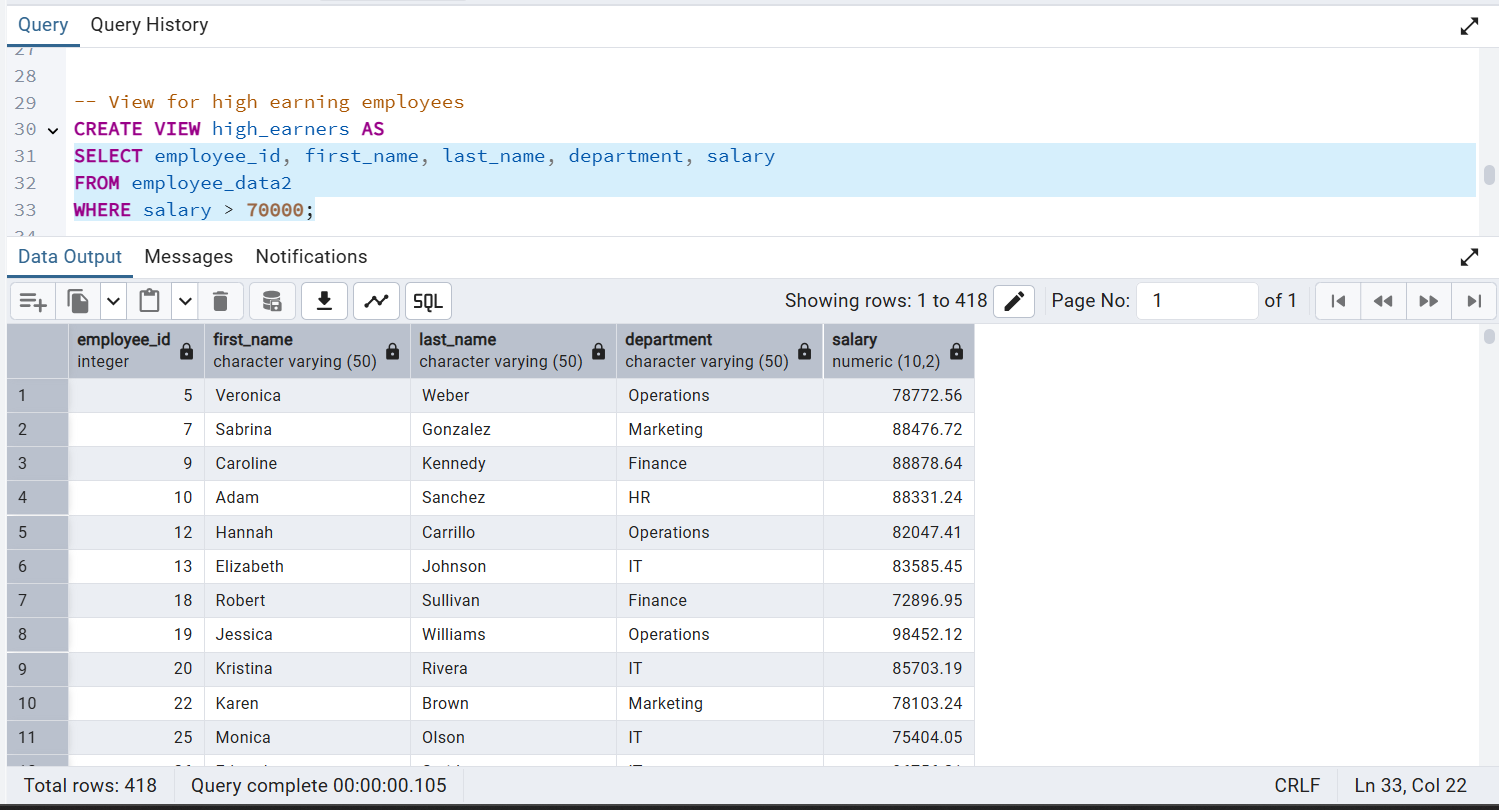 Query Query History
27
28
29 -- View for high earning employees
30 CREATE VIEW high_earners AS
31 SELECT employee_id, first_name, last_name, department, salary
32 FROM employee_data2
33 WHERE salary > 70000;
34
Data Output Messages Notifications
SQL Showing rows: 1 to 418 Page No: 1 of 1
employee_id first_name last_name department salary
integer character varying (50) character varying (50) character varying (50) numeric (10,2)
1 5 Veronica Weber Operations 78772.56
2 7 Sabrina Gonzalez Marketing 88476.72
3 9 Caroline Kennedy Finance 88878.64
4 10 Adam Sanchez HR 88331.24
5 12 Hannah Carrillo Operations 82047.41
6 13 Elizabeth Johnson IT 83585.45
7 18 Robert Sullivan Finance 72896.95
8 19 Jessica Williams Operations 98452.12
9 20 Kristina Rivera IT 85703.19
10 22 Karen Brown Marketing 78103.24
11 25 Monica Olson IT 75404.05
Total rows: 418 Query complete 00:00:00.105 CRLF Ln 33, Col 22